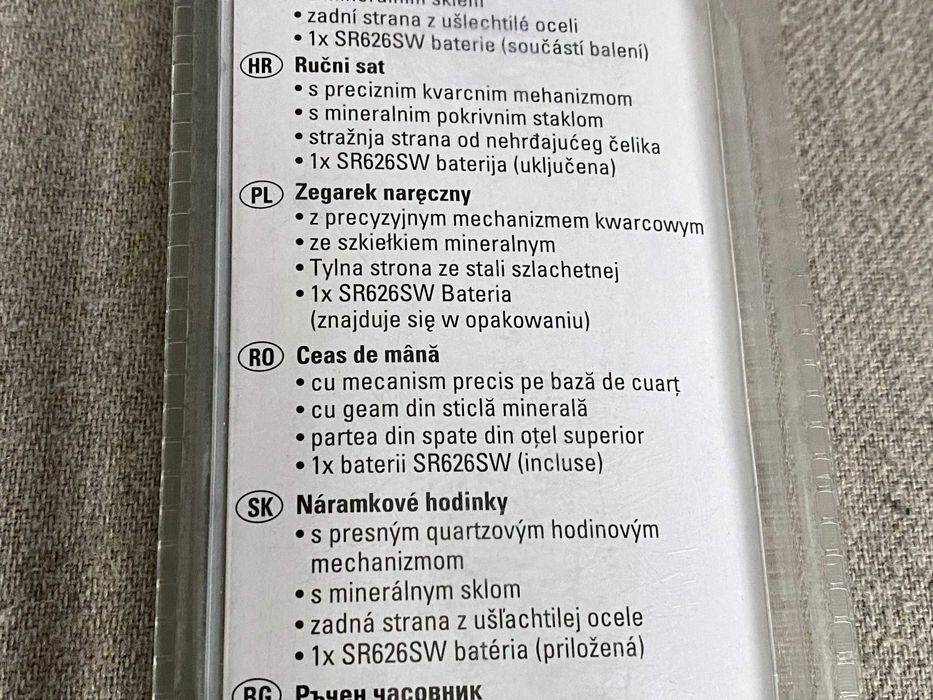 • zadní strana z ušlechtilé oceli
• 1x SR626SW baterie (součástí balení)
HR Ručni sat
• s preciznim kvarcnim mehanizmom
• s mineralnim pokrivnim staklom
• stražnja strana od nehrđajućeg čelika
• 1x SR626SW baterija (uključena)
PL Zegarek naręczny
• z precyzyjnym mechanizmem kwarcowym
• ze szkiełkiem mineralnym
• Tylna strona ze stali szlachetnej
• 1x SR626SW Bateria
(znajduje się w opakowaniu)
RO Ceas de mână
• cu mecanism precis pe bază de cuarț
• cu geam din sticlă minerală
• partea din spate din oțel superior
• 1x baterii SR626SW (incluse)
SK Náramkové hodinky
• s presným quartzovým hodinovým
mechanizmom
• s minerálnym sklom
• zadná strana z ušľachtilej ocele
• 1x SR626SW batéria (priložená)
BG Ръчен часовник